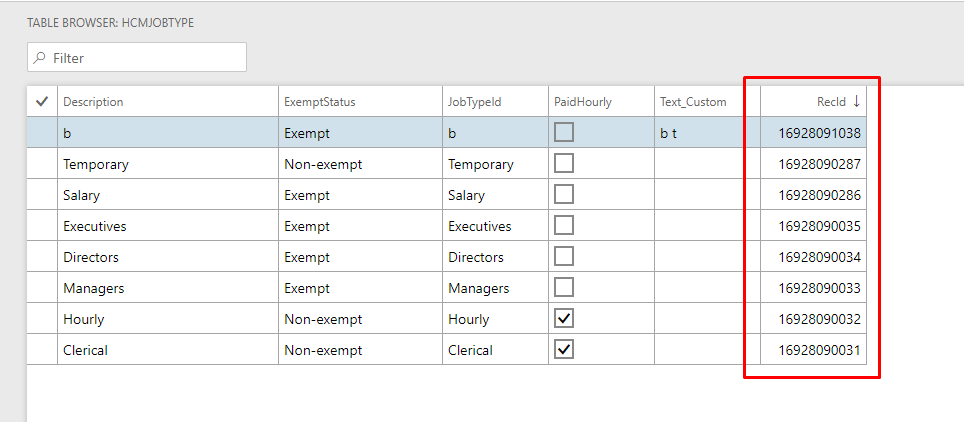 TABLE BROWSER: HCMJOBTYPE
Filter
Description ExemptStatus JobTypeId PaidHourly Text_Custom RecId
b Exempt b b t 16928091038
Temporary Non-exempt Temporary 16928090287
Salary Exempt Salary 16928090286
Executives Exempt Executives 16928090035
Directors Exempt Directors 16928090034
Managers Exempt Managers 16928090033
Hourly Non-exempt Hourly 16928090032
Clerical Non-exempt Clerical 16928090031